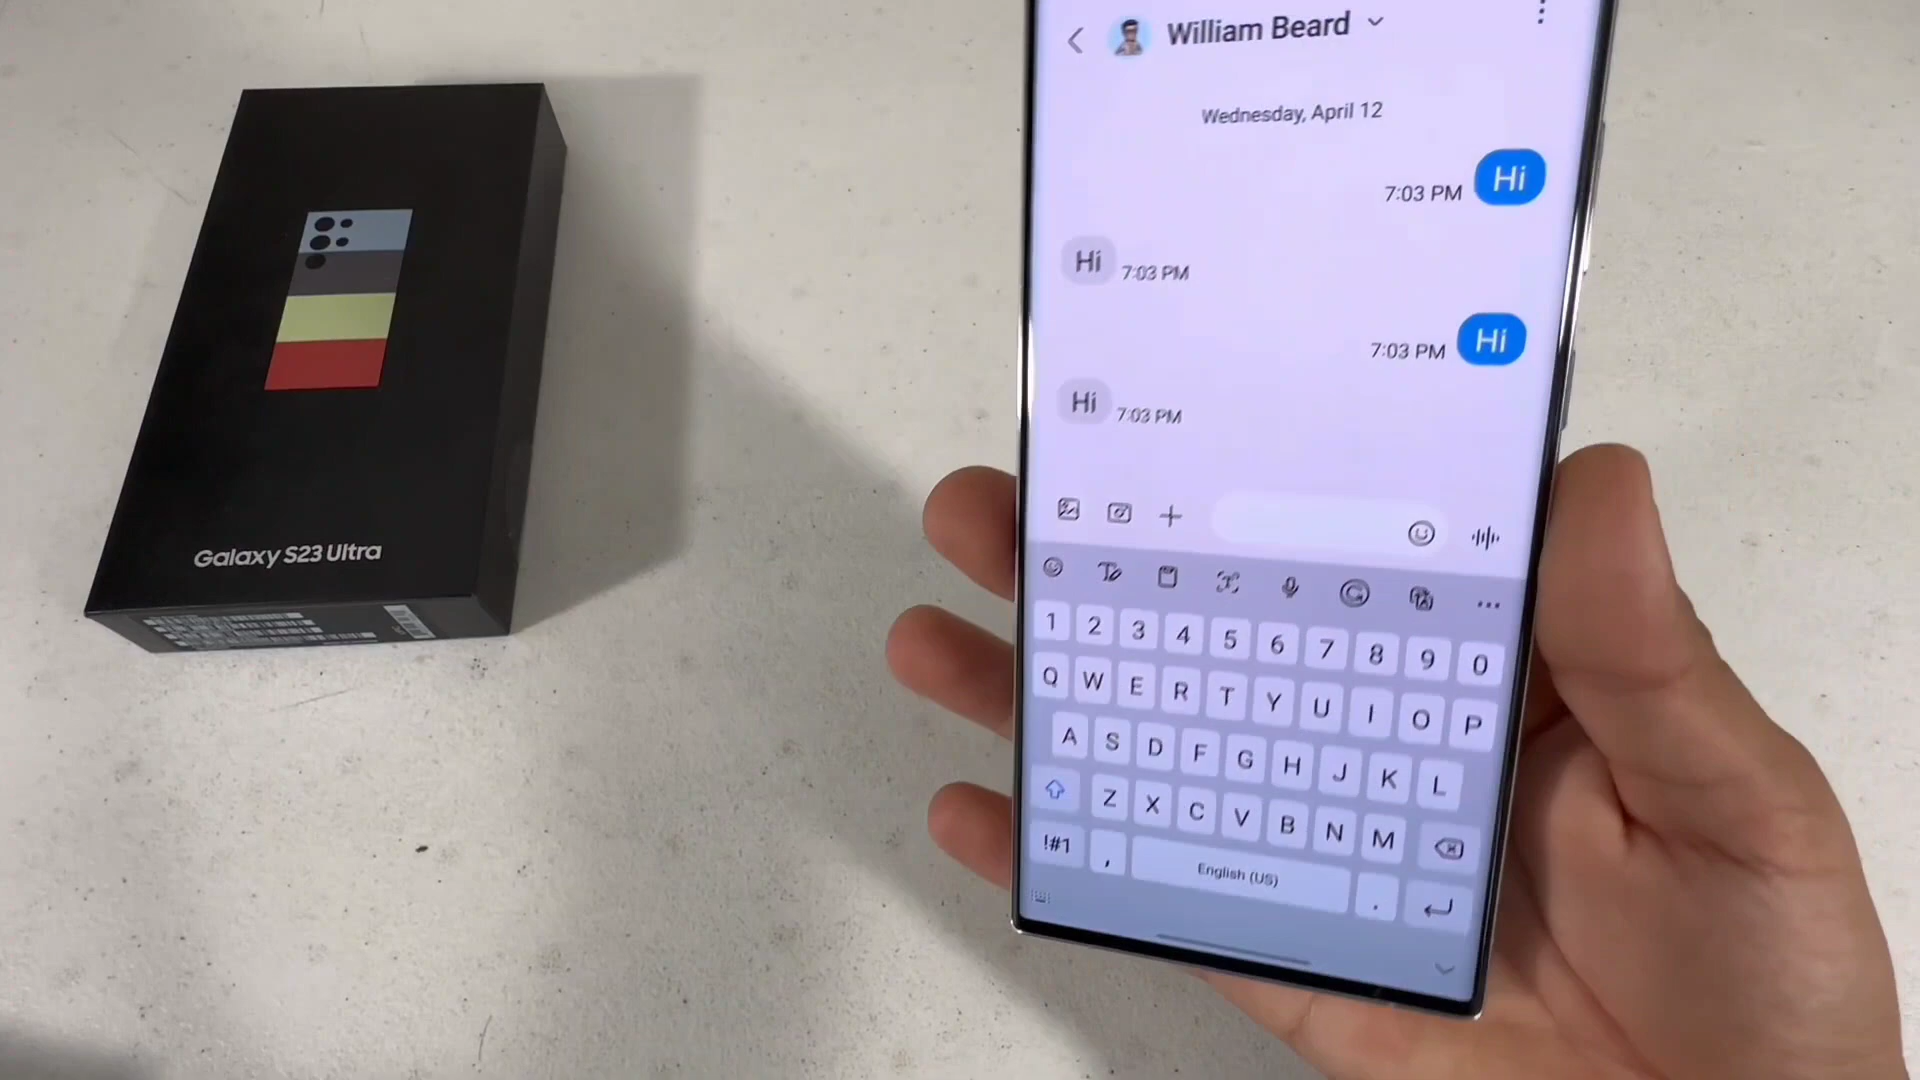 Galaxy S23 Ultra
William Beard
Wednesday, April 12
7:03 PM Hi
Hi 7:03 PM
7:03 PM Hi
Hi 7:03 PM
1 2 3 4 5 6 7 8 9 0
Q W E R T Y U I O P
A S D F G H J K L
Z X C V B N M
!#1 , English (US) .